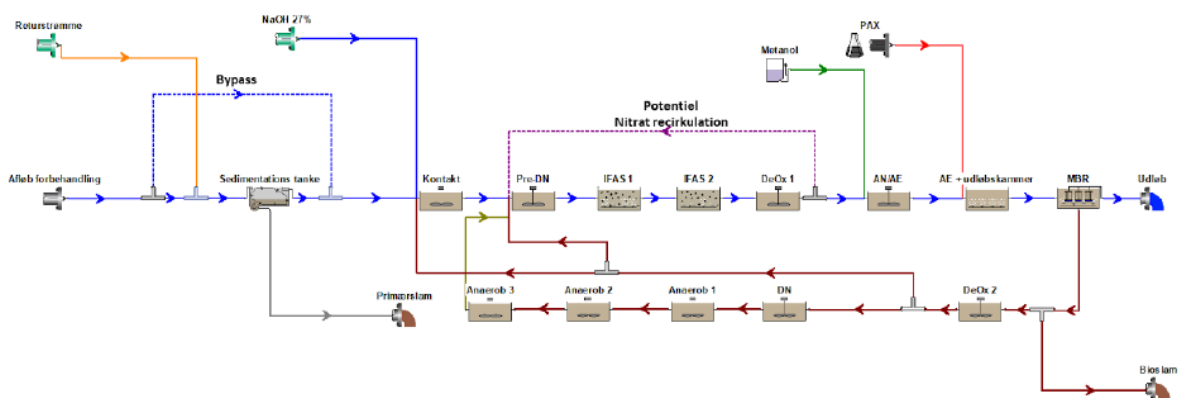 Returstrømme
NaOH 27%
PAX
Metanol
Bypass
Potentiel
Nitrat recirkulation
Afløb forbehandling
Sedimentations tanke
Kontakt
Pre-DN
IFAS 1
IFAS 2
DeOx 1
AN/AE
AE + udløbskammer
MBR
Udløb
Primærslam
Anaerob 3
Anaerob 2
Anaerob 1
DN
DeOx 2
Bioslam